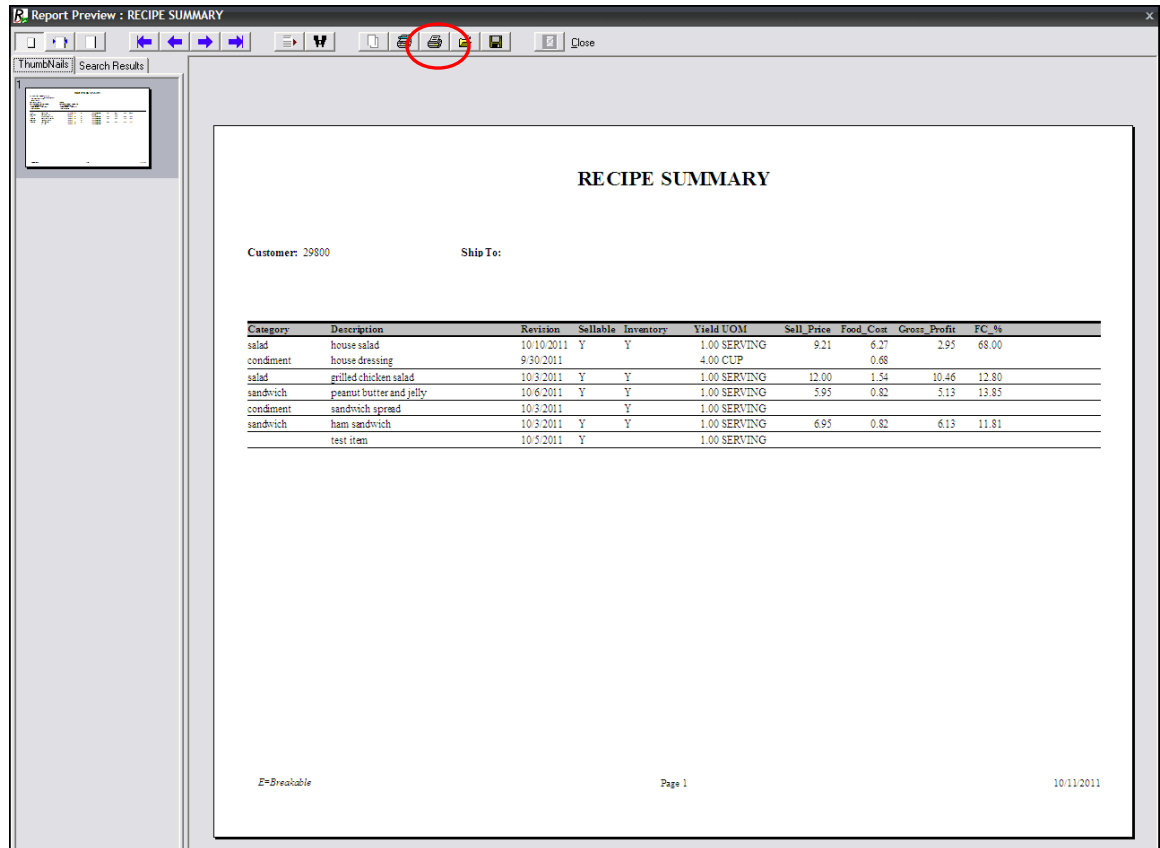 Report Preview : RECIPE SUMMARY
Close
ThumbNails Search Results
1
RECIPE SUMMARY
Customer: 29800 Ship To:
Category Description Revision Sellable Inventory Yield UOM Sell_Price Food_Cost Gross_Profit FC_%
salad house salad 10/10/2011 Y Y 1.00 SERVING 9.21 6.27 2.95 68.00
condiment house dressing 9/30/2011 4.00 CUP 0.68
salad grilled chicken salad 10/3/2011 Y Y 1.00 SERVING 12.00 1.54 10.46 12.80
sandwich peanut butter and jelly 10/6/2011 Y Y 1.00 SERVING 5.95 0.82 5.13 13.85
condiment sandwich spread 10/3/2011 Y 1.00 SERVING
sandwich ham sandwich 10/3/2011 Y Y 1.00 SERVING 6.95 0.82 6.13 11.81
test item 10/5/2011 Y 1.00 SERVING
E=Breakable Page 1 10/11/2011